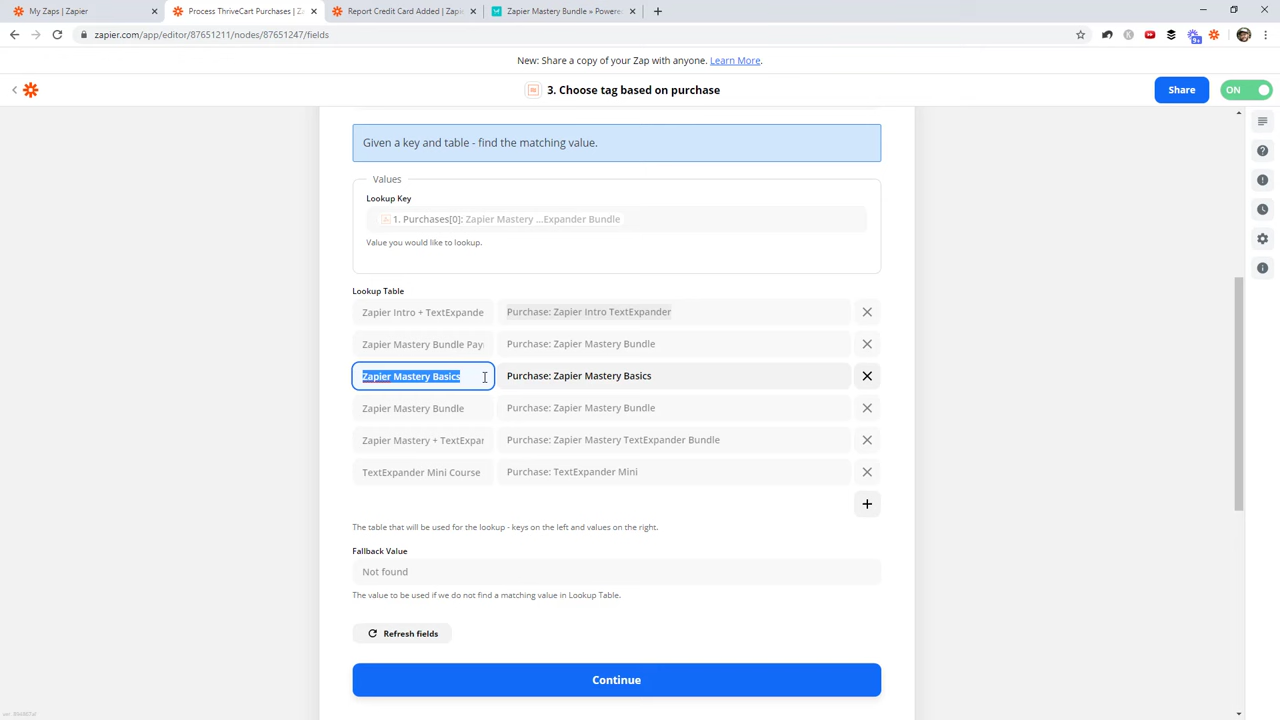 My Zaps | Zapier
Process ThriveCart Purchases | Za
Report Credit Card Added | Zapie
Zapier Mastery Bundle » Powere
zapier.com/app/editor/87651211/nodes/87651247/fields
9+
New: Share a copy of your Zap with anyone. Learn More.
3. Choose tag based on purchase
Share
ON
Given a key and table - find the matching value.
Values
Lookup Key
1. Purchases[0]: Zapier Mastery ...Expander Bundle
Value you would like to lookup.
Lookup Table
Zapier Intro + TextExpande Purchase: Zapier Intro TextExpander
Zapier Mastery Bundle Pay Purchase: Zapier Mastery Bundle
Zapier Mastery Basics Purchase: Zapier Mastery Basics
Zapier Mastery Bundle Purchase: Zapier Mastery Bundle
Zapier Mastery + TextExpar Purchase: Zapier Mastery TextExpander Bundle
TextExpander Mini Course Purchase: TextExpander Mini
The table that will be used for the lookup - keys on the left and values on the right.
Fallback Value
Not found
The value to be used if we do not find a matching value in Lookup Table.
Refresh fields
Continue